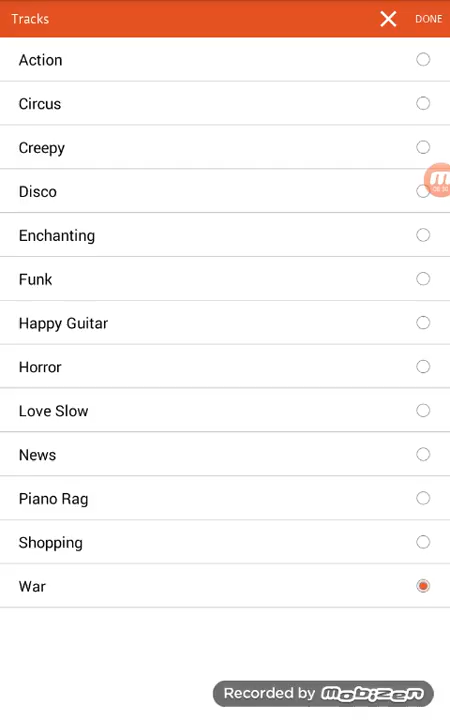 Tracks
DONE
Action
Circus
Creepy
Disco
Enchanting
Funk
Happy Guitar
Horror
Love Slow
News
Piano Rag
Shopping
War
Recorded by Mobizen